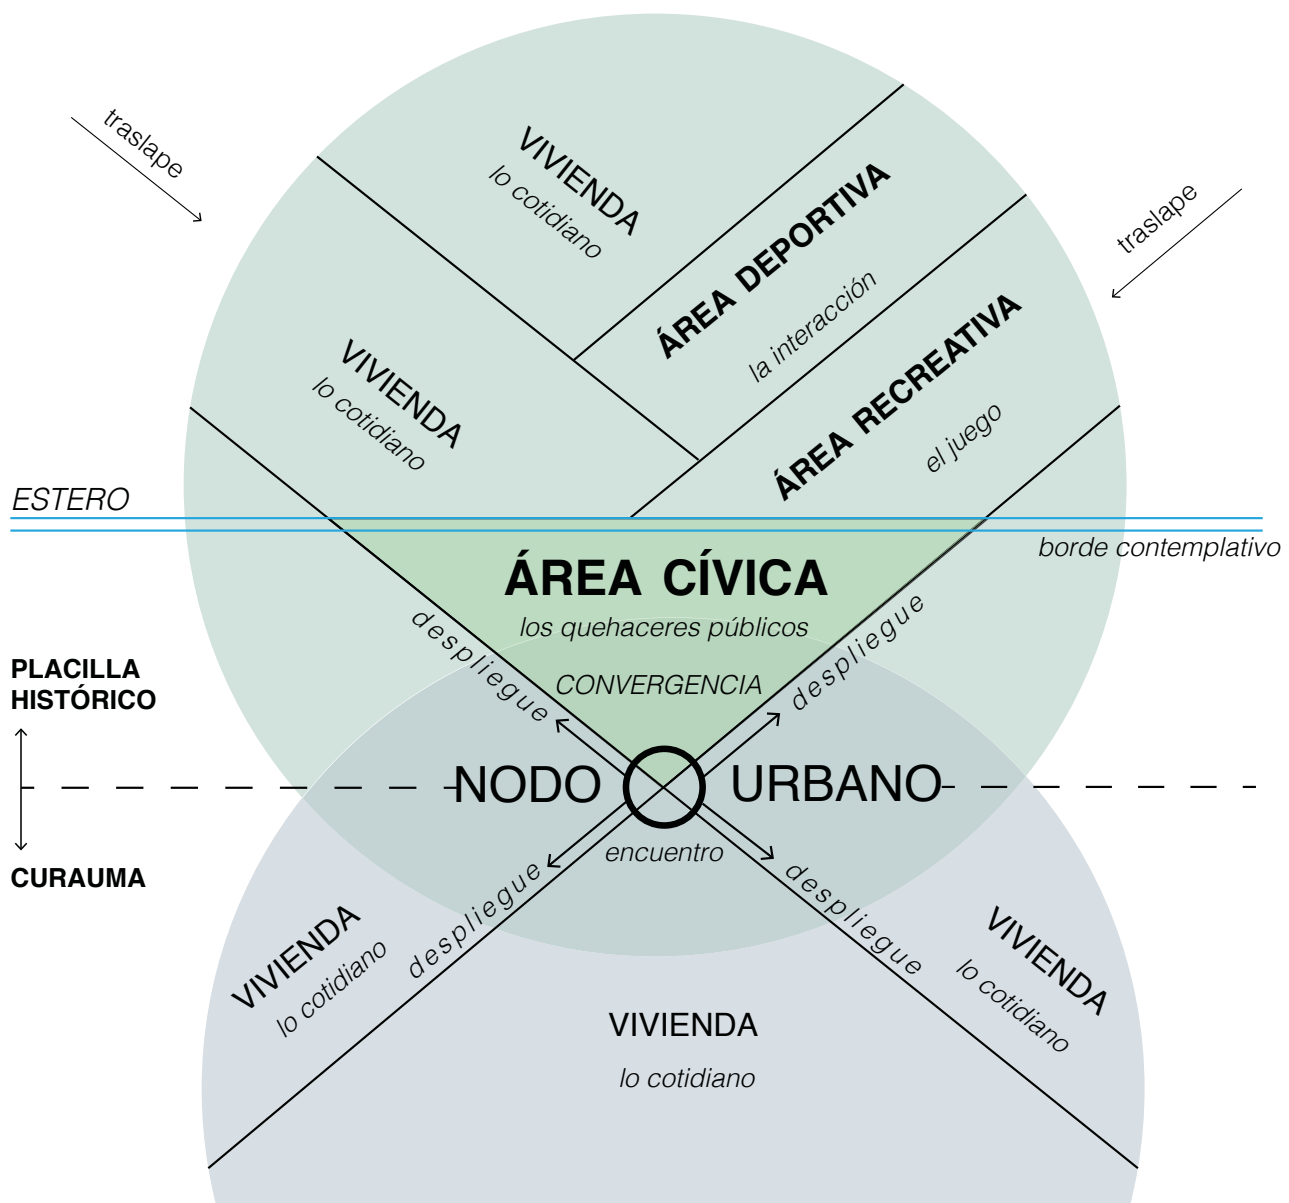 traslape
VIVIENDA
lo cotidiano
ÁREA DEPORTIVA
la interacción
traslape
VIVIENDA
lo cotidiano
ÁREA RECREATIVA
el juego
ESTERO
borde contemplativo
ÁREA CÍVICA
los quehaceres públicos
CONVERGENCIA
despliegue
despliegue
PLACILLA
HISTÓRICO
NODO URBANO
encuentro
CURAUMA
despliegue
despliegue
VIVIENDA
lo cotidiano
VIVIENDA
lo cotidiano
VIVIENDA
lo cotidiano